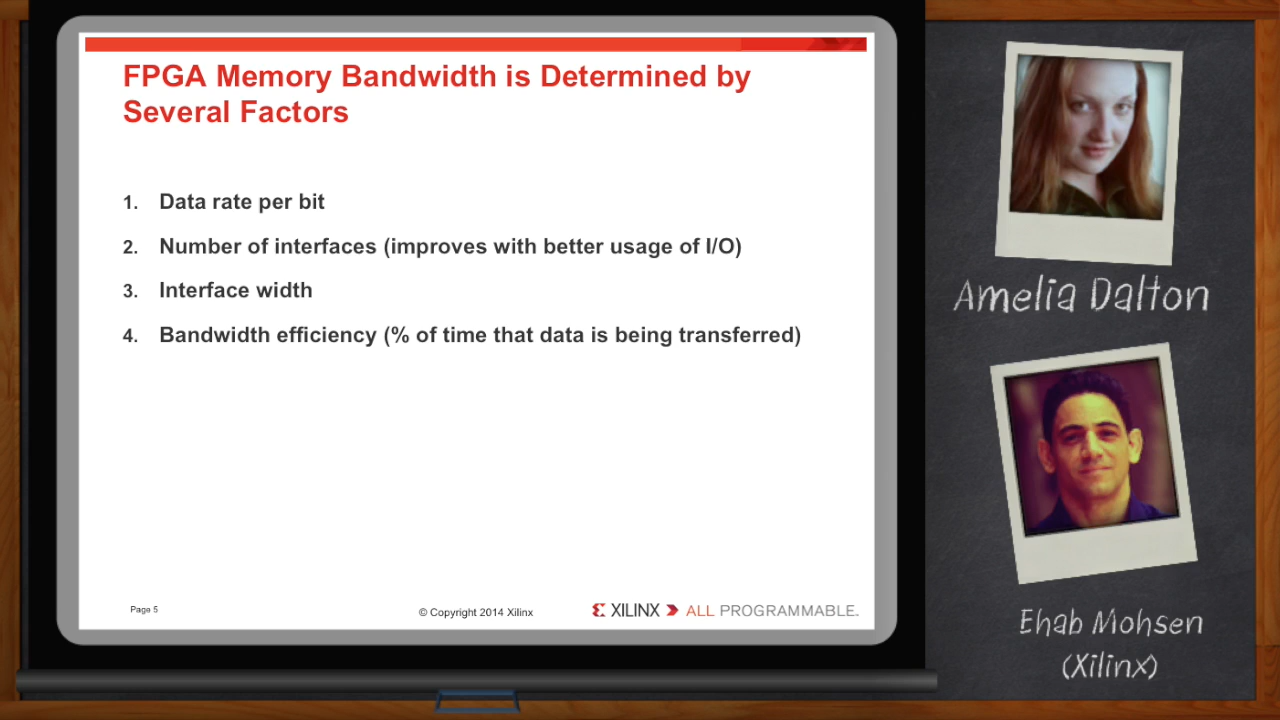 FPGA Memory Bandwidth is Determined by
Several Factors
1. Data rate per bit
2. Number of interfaces (improves with better usage of I/O)
3. Interface width
4. Bandwidth efficiency (% of time that data is being transferred)
Page 5
© Copyright 2014 Xilinx
XILINX ALL PROGRAMMABLE.
Amelia Dalton
Ehab Mohsen
(Xilinx)